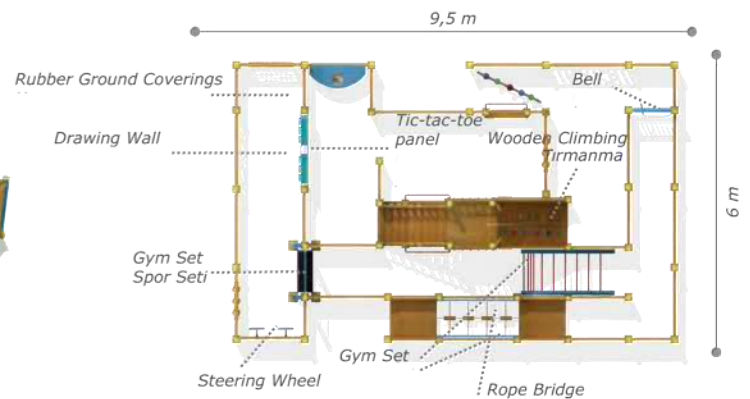 9,5 m
Rubber Ground Coverings
Bell
Drawing Wall
Tic-tac-toe
panel
Wooden Climbing
Tırmanma
6 m
Gym Set
Spor Seti
Gym Set
Steering Wheel
Rope Bridge